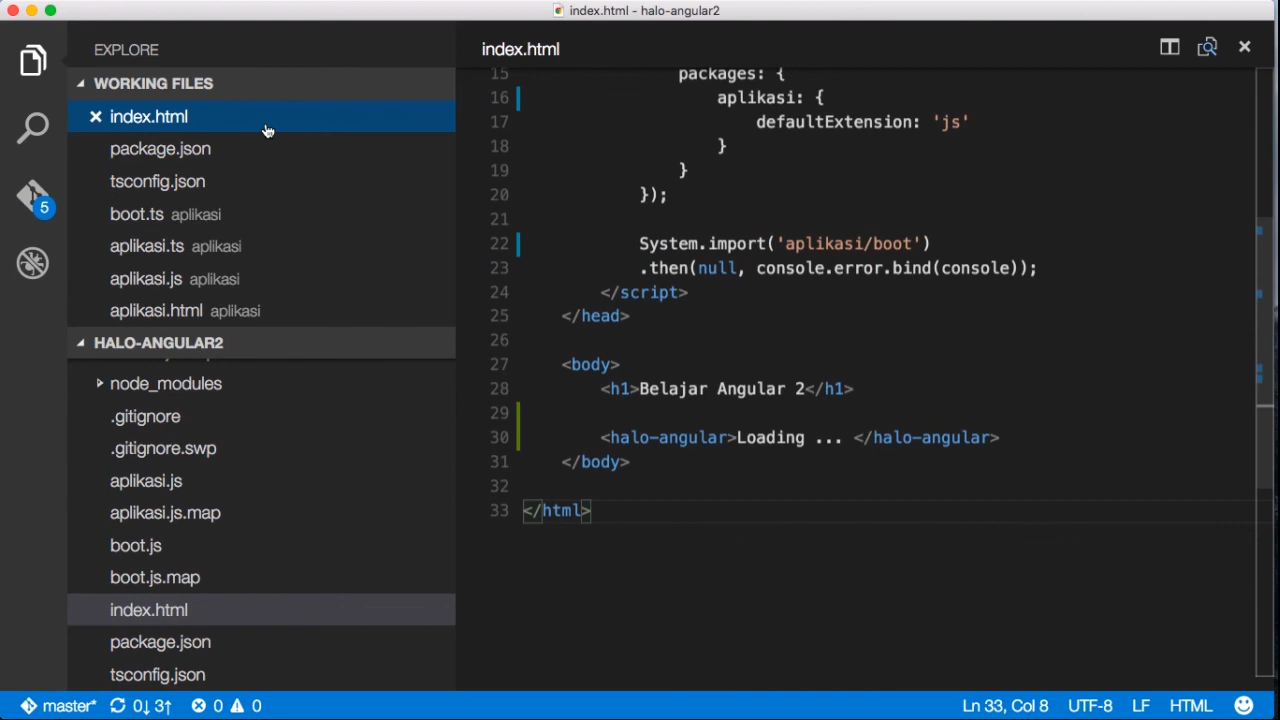 index.html - halo-angular2
EXPLORE
WORKING FILES
index.html
package.json
tsconfig.json
boot.ts aplikasi
aplikasi.ts aplikasi
aplikasi.js aplikasi
aplikasi.html aplikasi
HALO-ANGULAR2
node_modules
.gitignore
.gitignore.swp
aplikasi.js
aplikasi.js.map
boot.js
boot.js.map
index.html
package.json
tsconfig.json
5
index.html
15 packages: {
16 aplikasi: {
17 defaultExtension: 'js'
18 }
19 }
20 });
21
22 System.import('aplikasi/boot')
23 .then(null, console.error.bind(console));
24 </script>
25 </head>
26
27 <body>
28 <h1>Belajar Angular 2</h1>
29
30 <halo-angular>Loading ... </halo-angular>
31 </body>
32
33 </html>
master* 0↓ 3↑ 0 0
Ln 33, Col 8 UTF-8 LF HTML